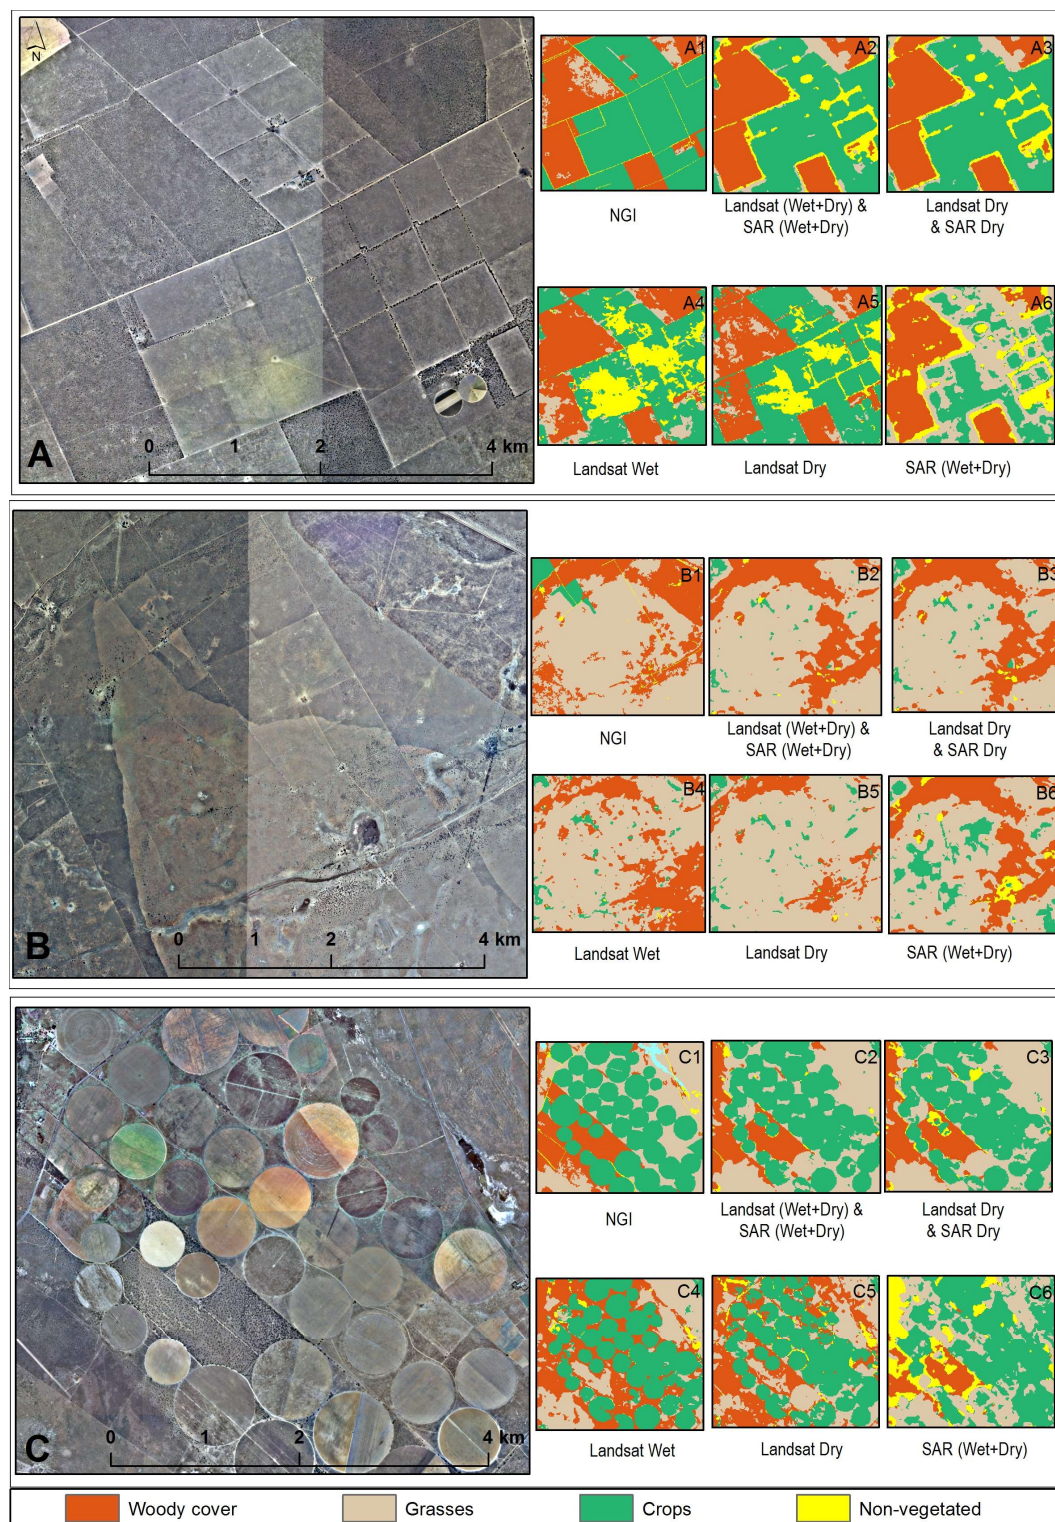 N
A
0 1 2 4 km
A1
A2
A3
NGI
Landsat (Wet+Dry) &
SAR (Wet+Dry)
Landsat Dry
& SAR Dry
A4
A5
A6
Landsat Wet
Landsat Dry
SAR (Wet+Dry)
B
0 1 2 4 km
B1
B2
B3
NGI
Landsat (Wet+Dry) &
SAR (Wet+Dry)
Landsat Dry
& SAR Dry
B4
B5
B6
Landsat Wet
Landsat Dry
SAR (Wet+Dry)
C
0 1 2 4 km
C1
C2
C3
NGI
Landsat (Wet+Dry) &
SAR (Wet+Dry)
Landsat Dry
& SAR Dry
C4
C5
C6
Landsat Wet
Landsat Dry
SAR (Wet+Dry)
Woody cover
Grasses
Crops
Non-vegetated